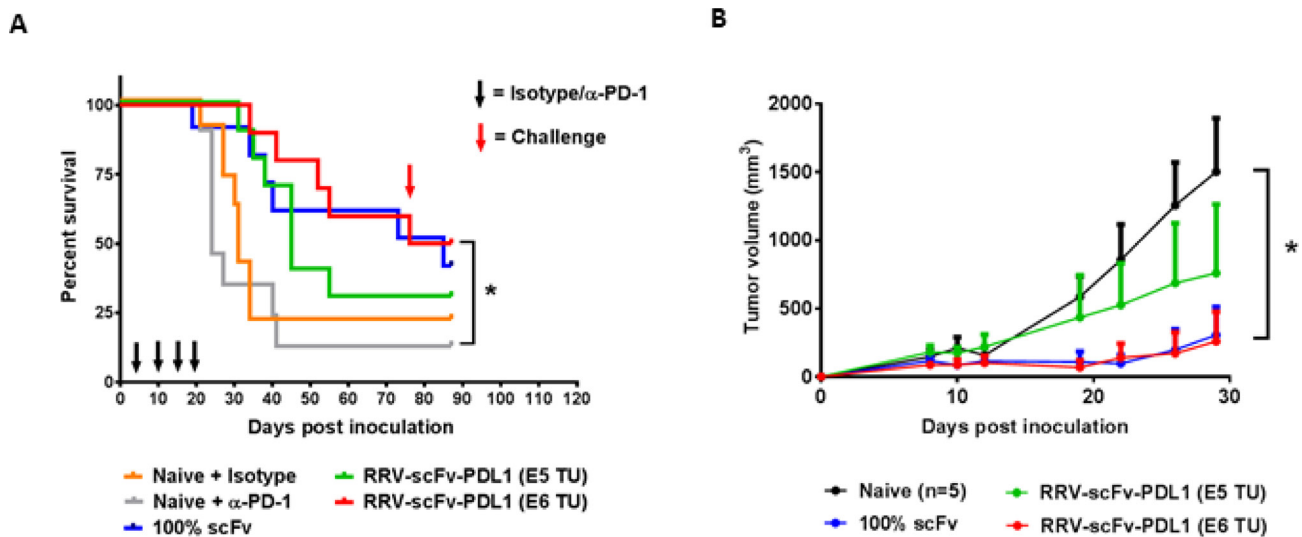 A
B
= Isotype/α-PD-1
= Challenge
Percent survival
100
75
50
25
0
*
0 10 20 30 40 50 60 70 80 90 100 110 120
Days post inoculation
Naive + Isotype
Naive + α-PD-1
100% scFv
RRV-scFv-PDL1 (E5 TU)
RRV-scFv-PDL1 (E6 TU)
Tumor volume (mm³)
2000
1500
1000
500
0
*
0 10 20 30
Days post inoculation
Naive (n=5)
100% scFv
RRV-scFv-PDL1 (E5 TU)
RRV-scFv-PDL1 (E6 TU)